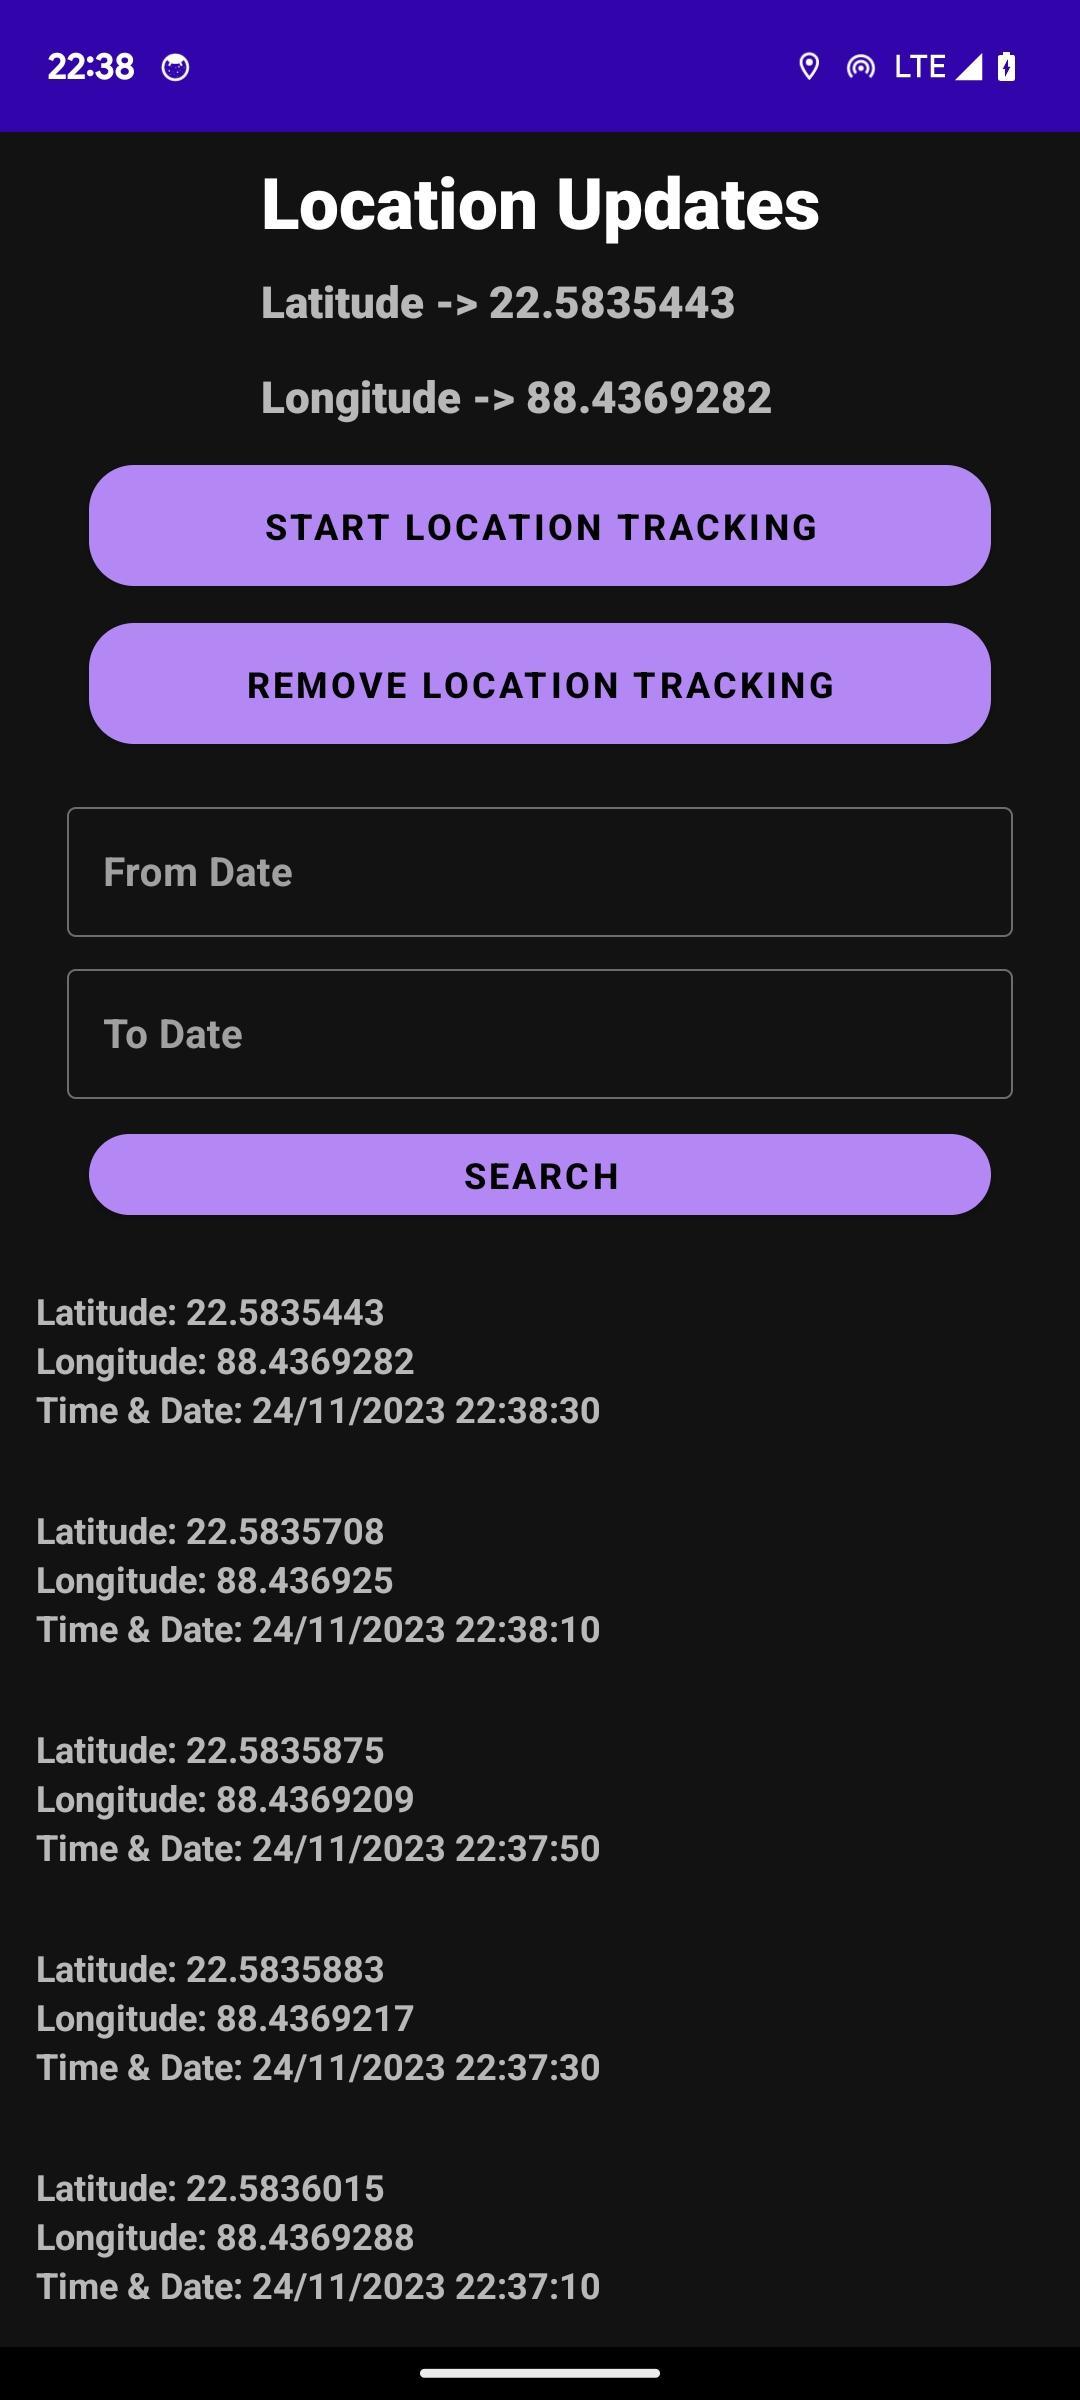 22:38
LTE
Location Updates
Latitude -> 22.5835443
Longitude -> 88.4369282
START LOCATION TRACKING
REMOVE LOCATION TRACKING
From Date
To Date
SEARCH
Latitude: 22.5835443
Longitude: 88.4369282
Time & Date: 24/11/2023 22:38:30
Latitude: 22.5835708
Longitude: 88.436925
Time & Date: 24/11/2023 22:38:10
Latitude: 22.5835875
Longitude: 88.4369209
Time & Date: 24/11/2023 22:37:50
Latitude: 22.5835883
Longitude: 88.4369217
Time & Date: 24/11/2023 22:37:30
Latitude: 22.5836015
Longitude: 88.4369288
Time & Date: 24/11/2023 22:37:10